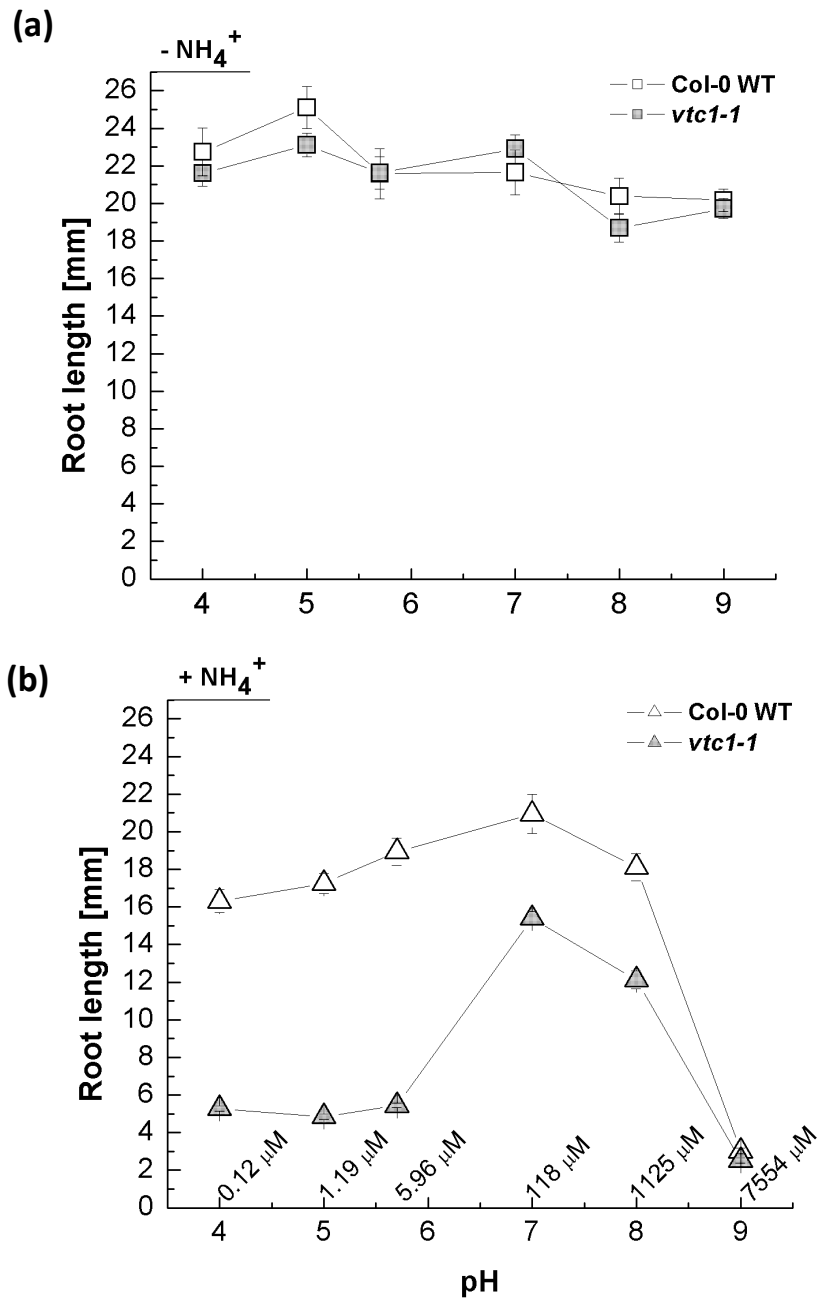 (a)
- NH4+
Col-0 WT
vtc1-1
26
24
22
20
18
16
14
12
10
8
6
4
2
0
Root length [mm]
4 5 6 7 8 9
(b)
+ NH4+
Col-0 WT
vtc1-1
26
24
22
20
18
16
14
12
10
8
6
4
2
0
Root length [mm]
0.12 μM
1.19 μM
5.96 μM
118 μM
1125 μM
7554 μM
4 5 6 7 8 9
pH